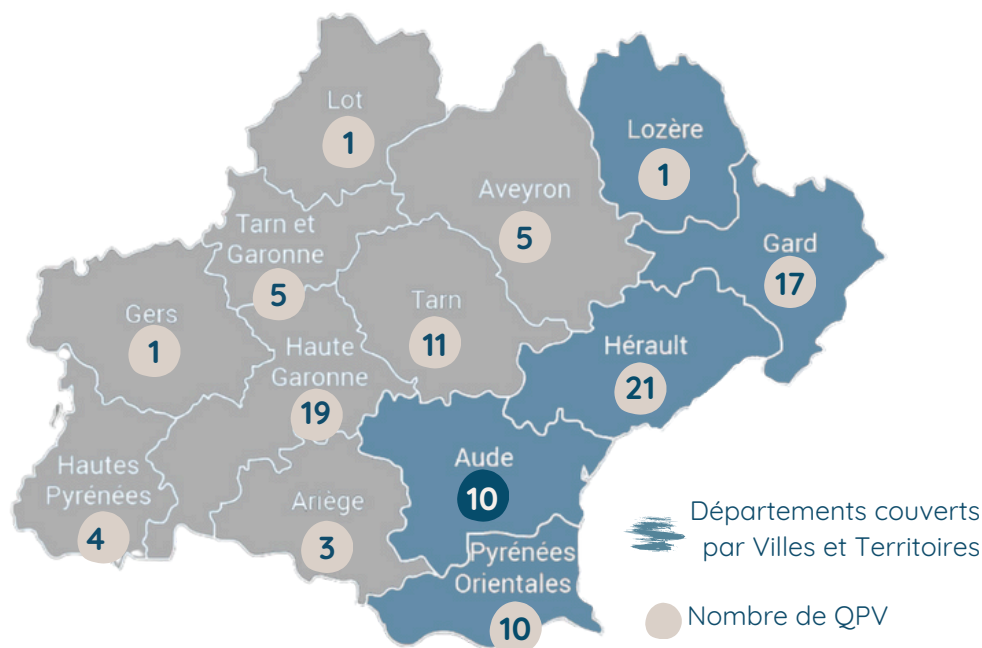 Lot
1
Lozère
1
Aveyron
5
Tarn et
Garonne
5
Gard
17
Gers
1
Tarn
11
Haute
Garonne
19
Hérault
21
Hautes
Pyrénées
4
Ariège
3
Aude
10
Pyrénées
Orientales
10
Départements couverts
par Villes et Territoires
Nombre de QPV